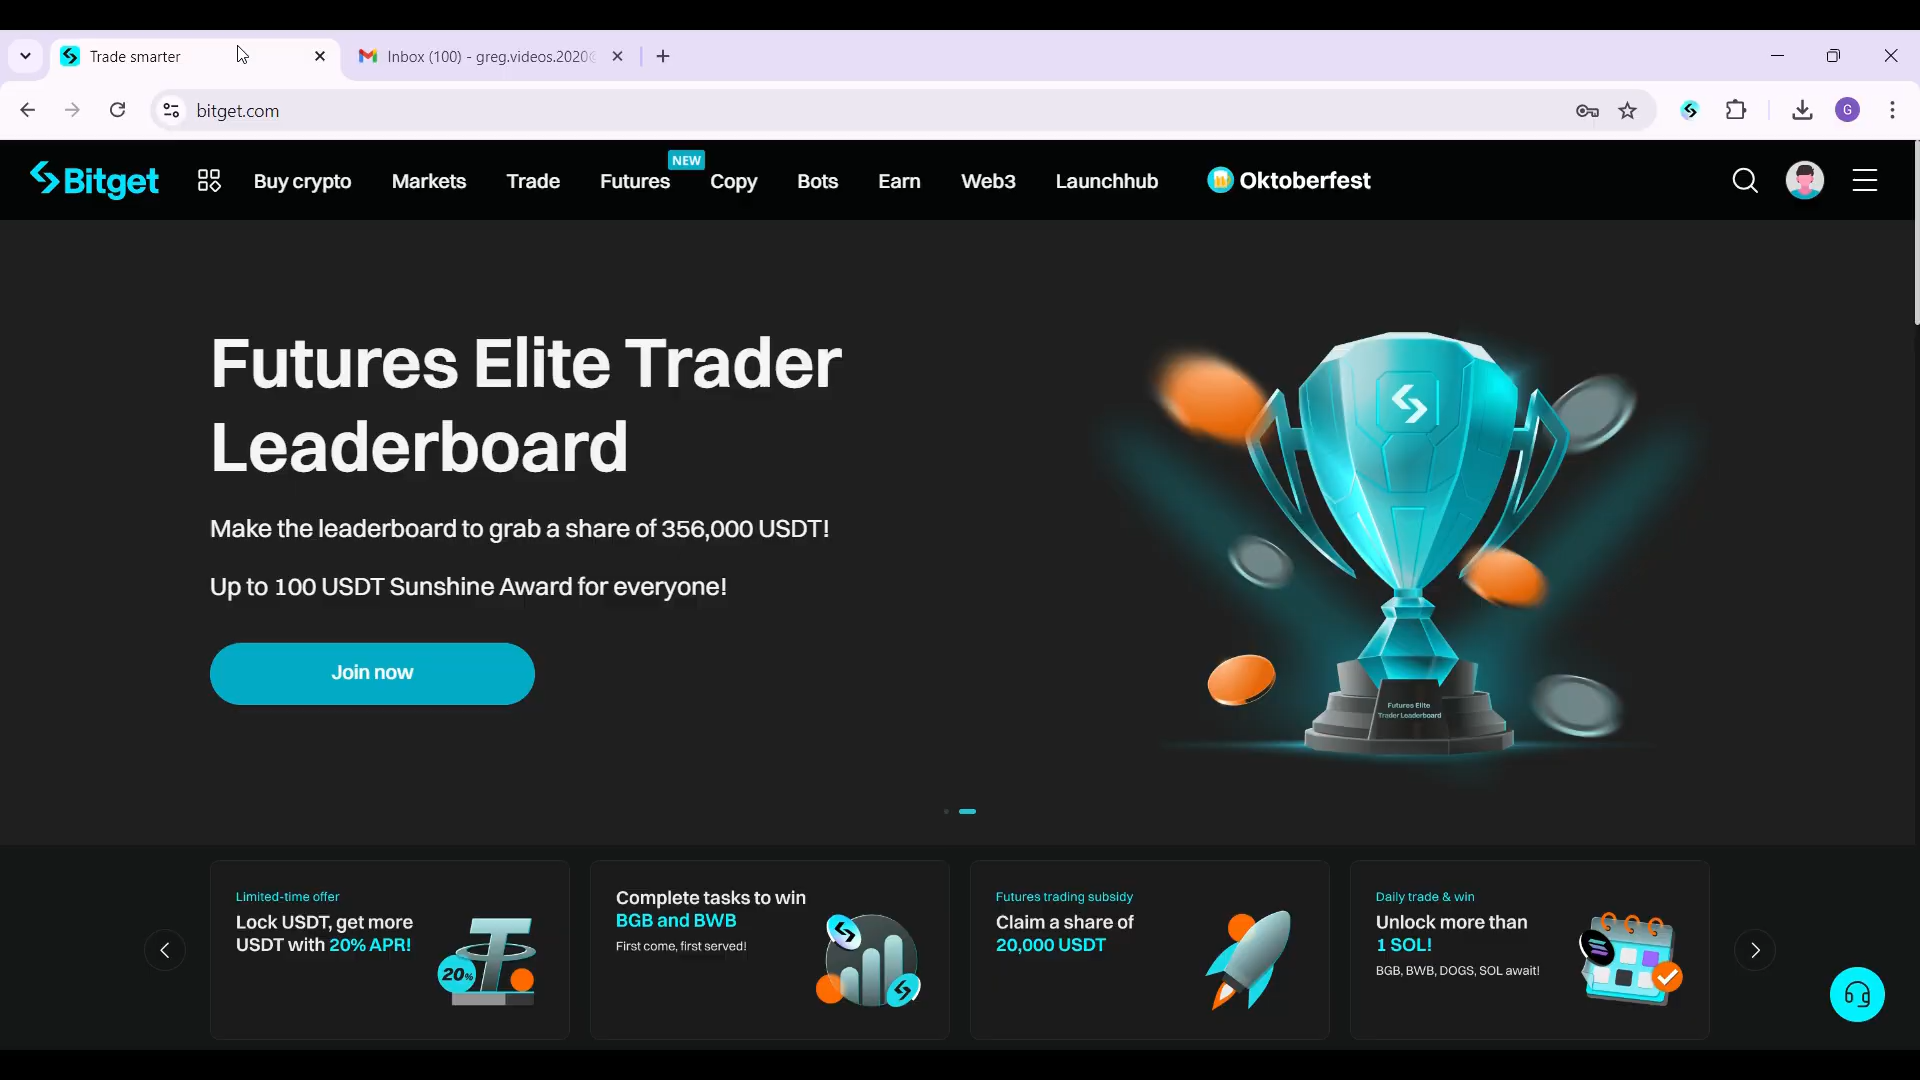 Trade smarter
Inbox (100) - greg.videos.2020
bitget.com
G
Bitget
Buy crypto
Markets
Trade
Futures
NEW
Copy
Bots
Earn
Web3
Launchhub
Oktoberfest
Futures Elite Trader
Leaderboard
Make the leaderboard to grab a share of 356,000 USDT!
Up to 100 USDT Sunshine Award for everyone!
Join now
Futures Elite
Trader Leaderboard
Limited-time offer
Lock USDT, get more
USDT with 20% APR!
20%
Complete tasks to win
BGB and BWB
First come, first served!
Futures trading subsidy
Claim a share of
20,000 USDT
Daily trade & win
Unlock more than
1 SOL!
BGB, BWB, DOGS, SOL await!